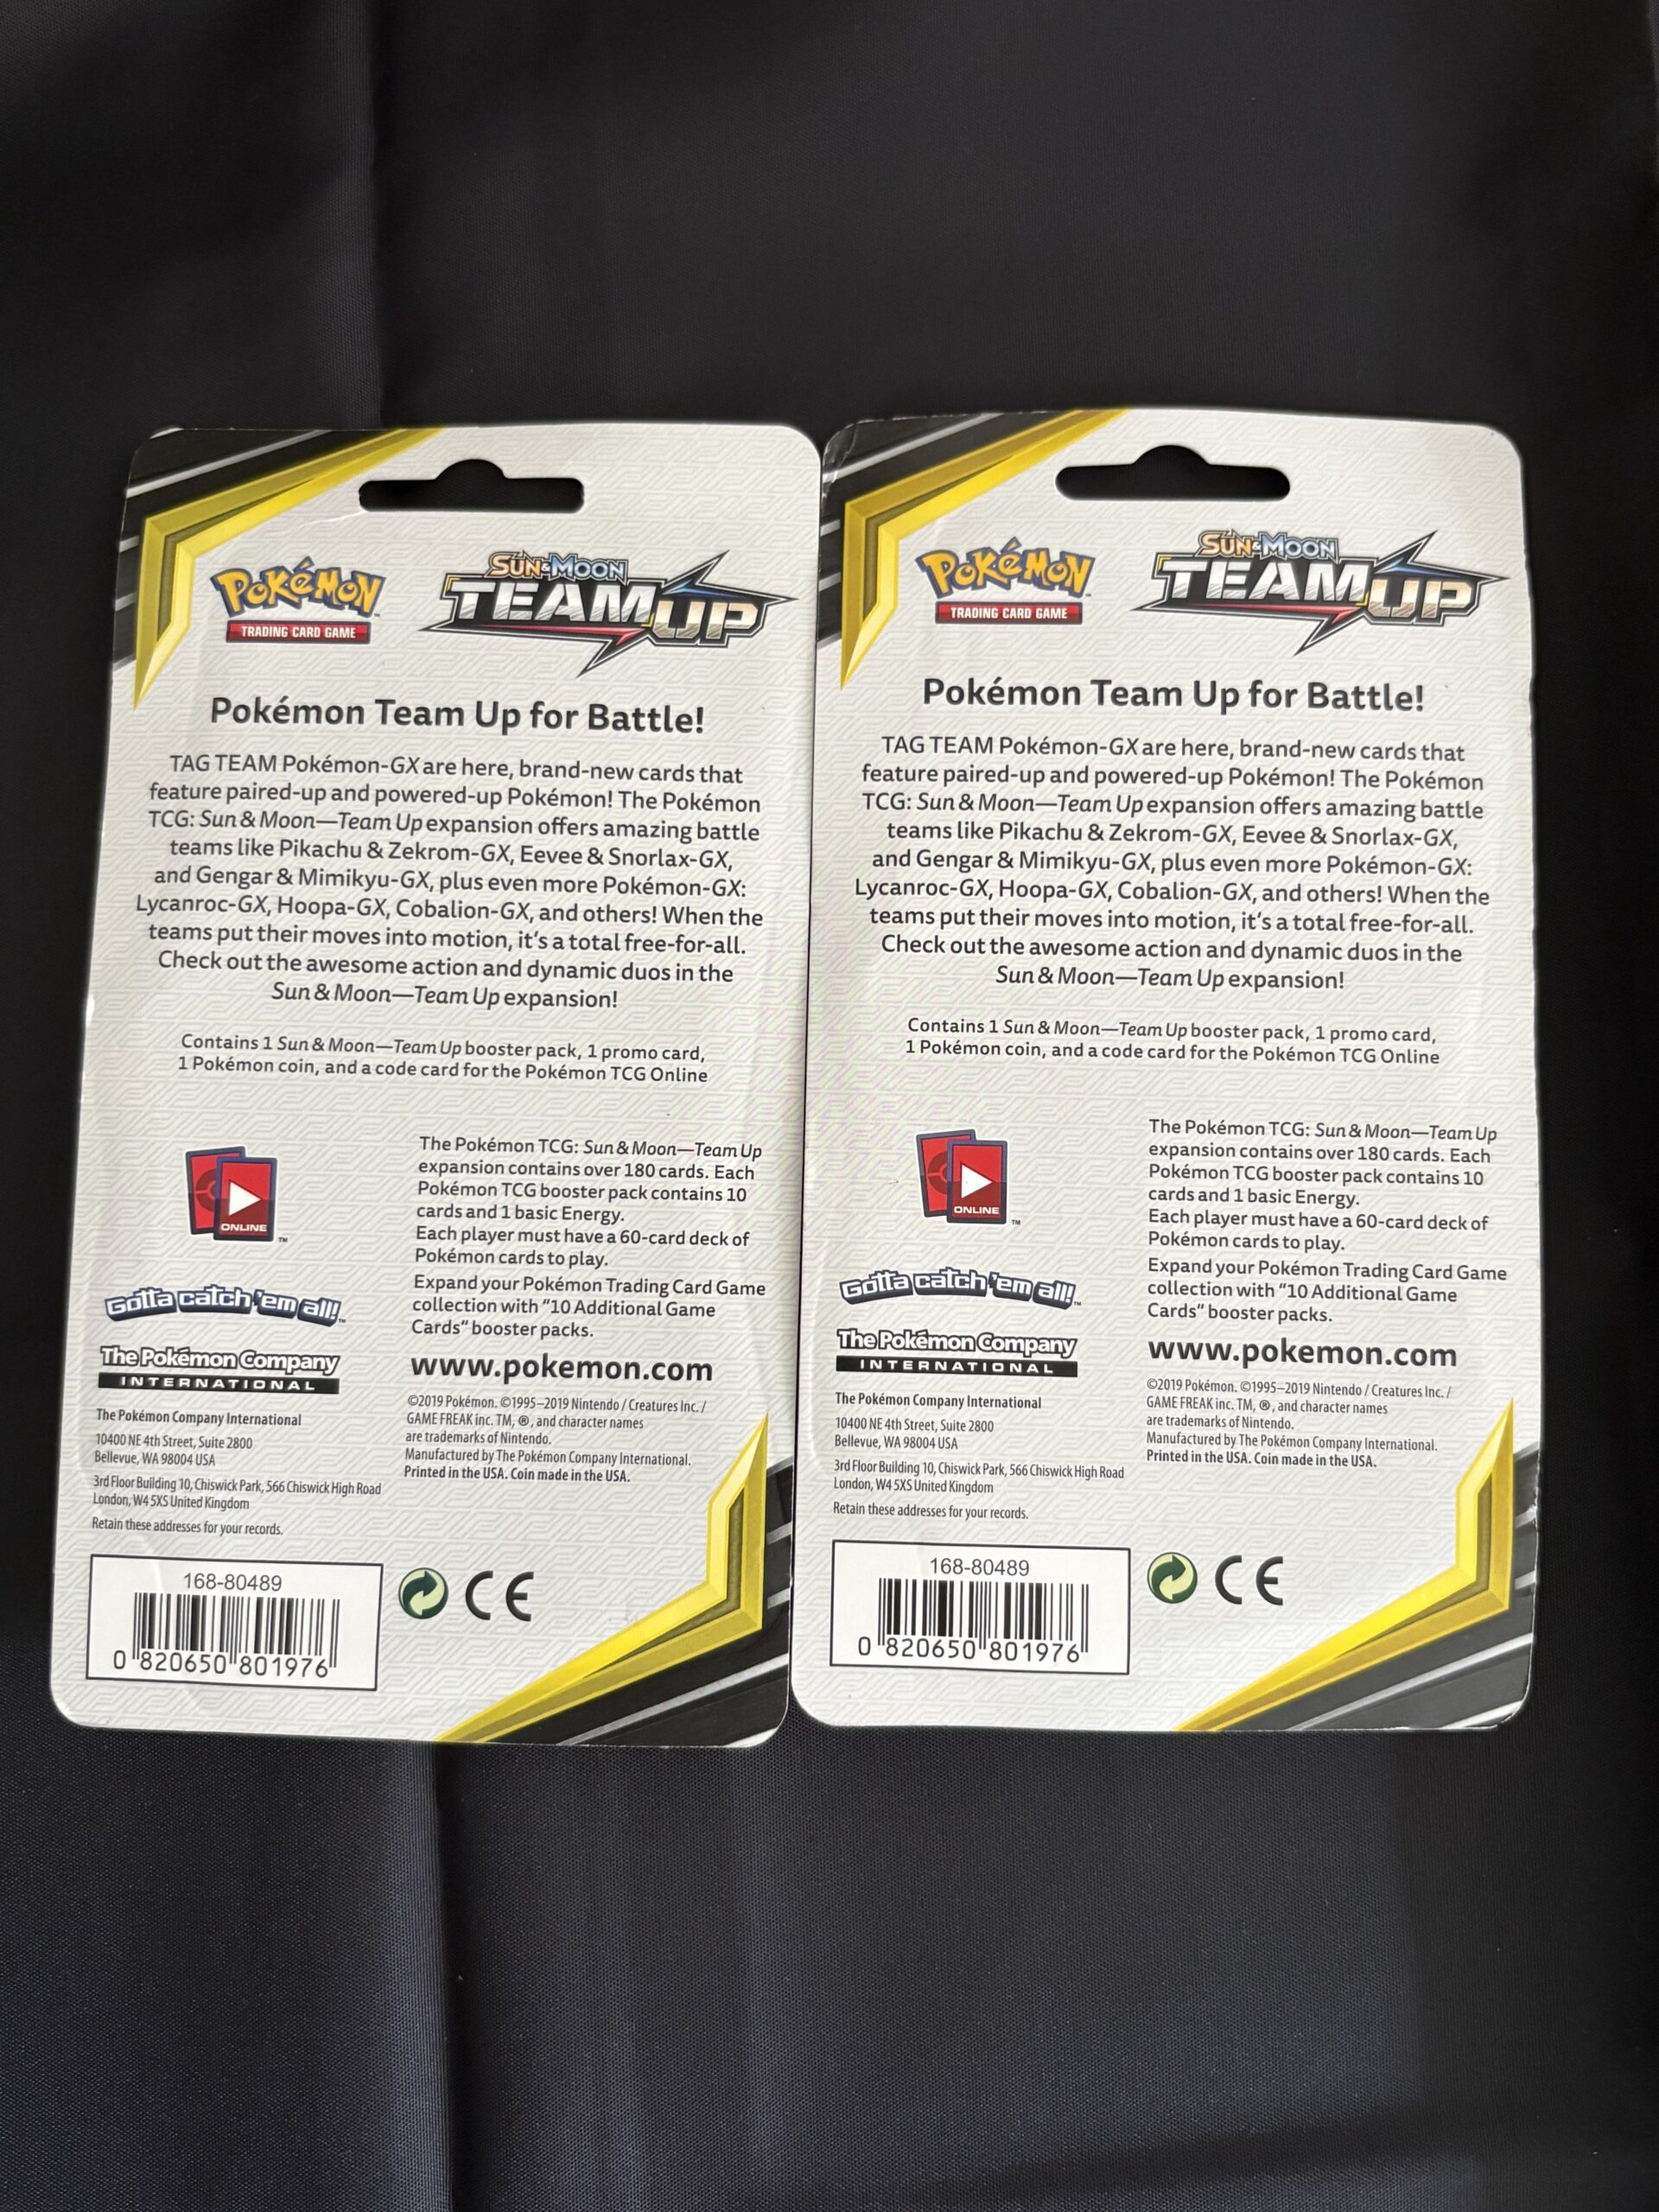 Pokémon
TRADING CARD GAME
SUN & MOON
TEAM UP
Pokémon Team Up for Battle!
TAG TEAM Pokémon-GX are here, brand-new cards that
feature paired-up and powered-up Pokémon! The Pokémon
TCG: Sun & Moon—Team Up expansion offers amazing battle
teams like Pikachu & Zekrom-GX, Eevee & Snorlax-GX,
and Gengar & Mimikyu-GX, plus even more Pokémon-GX:
Lycanroc-GX, Hoopa-GX, Cobalion-GX, and others! When the
teams put their moves into motion, it's a total free-for-all.
Check out the awesome action and dynamic duos in the
Sun & Moon—Team Up expansion!
Contains 1 Sun & Moon—Team Up booster pack, 1 promo card,
1 Pokémon coin, and a code card for the Pokémon TCG Online
ONLINE
TM
Gotta catch 'em all!
TM
The Pokémon Company
INTERNATIONAL
The Pokémon Company International
10400 NE 4th Street, Suite 2800
Bellevue, WA 98004 USA
3rd Floor Building 10, Chiswick Park, 566 Chiswick High Road
London, W4 5XS United Kingdom
Retain these addresses for your records.
The Pokémon TCG: Sun & Moon—Team Up
expansion contains over 180 cards. Each
Pokémon TCG booster pack contains 10
cards and 1 basic Energy.
Each player must have a 60-card deck of
Pokémon cards to play.
Expand your Pokémon Trading Card Game
collection with "10 Additional Game
Cards" booster packs.
www.pokemon.com
©2019 Pokémon. ©1995–2019 Nintendo / Creatures Inc. /
GAME FREAK inc. TM, ®, and character names
are trademarks of Nintendo.
Manufactured by The Pokémon Company International.
Printed in the USA. Coin made in the USA.
168-80489
0 820650 801976
CE
Pokémon
TRADING CARD GAME
SUN & MOON
TEAM UP
Pokémon Team Up for Battle!
TAG TEAM Pokémon-GX are here, brand-new cards that
feature paired-up and powered-up Pokémon! The Pokémon
TCG: Sun & Moon—Team Up expansion offers amazing battle
teams like Pikachu & Zekrom-GX, Eevee & Snorlax-GX,
and Gengar & Mimikyu-GX, plus even more Pokémon-GX:
Lycanroc-GX, Hoopa-GX, Cobalion-GX, and others! When the
teams put their moves into motion, it's a total free-for-all.
Check out the awesome action and dynamic duos in the
Sun & Moon—Team Up expansion!
Contains 1 Sun & Moon—Team Up booster pack, 1 promo card,
1 Pokémon coin, and a code card for the Pokémon TCG Online
ONLINE
TM
Gotta catch 'em all!
TM
The Pokémon Company
INTERNATIONAL
The Pokémon Company International
10400 NE 4th Street, Suite 2800
Bellevue, WA 98004 USA
3rd Floor Building 10, Chiswick Park, 566 Chiswick High Road
London, W4 5XS United Kingdom
Retain these addresses for your records.
The Pokémon TCG: Sun & Moon—Team Up
expansion contains over 180 cards. Each
Pokémon TCG booster pack contains 10
cards and 1 basic Energy.
Each player must have a 60-card deck of
Pokémon cards to play.
Expand your Pokémon Trading Card Game
collection with "10 Additional Game
Cards" booster packs.
www.pokemon.com
©2019 Pokémon. ©1995–2019 Nintendo / Creatures Inc. /
GAME FREAK inc. TM, ®, and character names
are trademarks of Nintendo.
Manufactured by The Pokémon Company International.
Printed in the USA. Coin made in the USA.
168-80489
0 820650 801976
CE